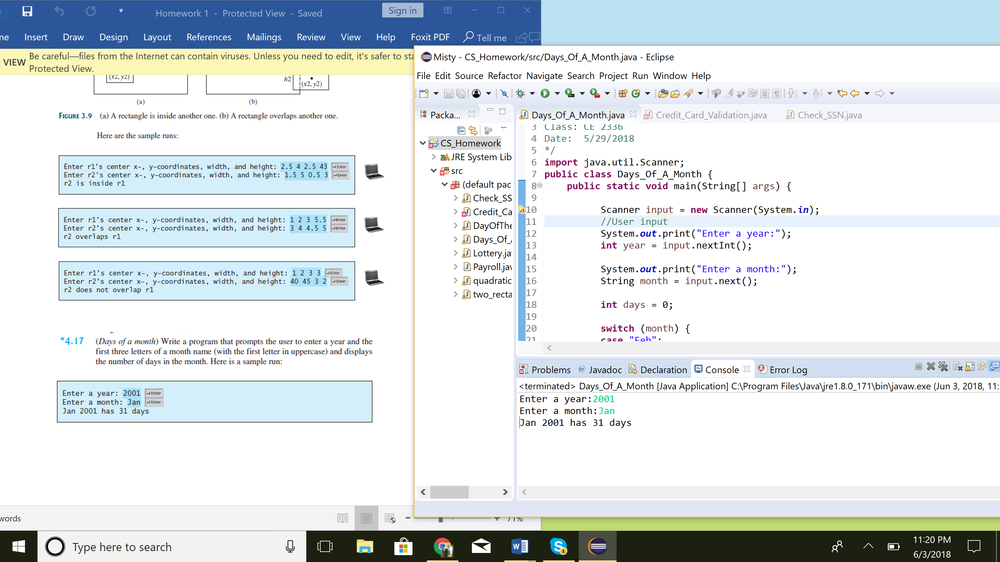 Homework 1 - Protected View - Saved
Sign in
Insert Draw Design Layout References Mailings Review View Help Foxit PDF Tell me
VIEW
Be careful—files from the Internet can contain viruses. Unless you need to edit, it's safer to
Protected View.
(x2, y2)
h2
(x2, y2)
(a)
(b)
FIGURE 3.9 (a) A rectangle is inside another one. (b) A rectangle overlaps another one.
Here are the sample runs:
Enter r1's center x-, y-coordinates, width, and height: 2.5 4 2.5 43 Enter
Enter r2's center x-, y-coordinates, width, and height: 1.5 5 0.5 3 Enter
r2 is inside r1
Enter r1's center x-, y-coordinates, width, and height: 1 2 3 5.5 Enter
Enter r2's center x-, y-coordinates, width, and height: 3 4 4.5 5 Enter
r2 overlaps r1
Enter r1's center x-, y-coordinates, width, and height: 1 2 3 3 Enter
Enter r2's center x-, y-coordinates, width, and height: 40 45 3 2 Enter
r2 does not overlap r1
*4.17 (Days of a month) Write a program that prompts the user to enter a year and the
first three letters of a month name (with the first letter in uppercase) and displays
the number of days in the month. Here is a sample run:
Enter a year: 2001 Enter
Enter a month: Jan Enter
Jan 2001 has 31 days
words
71%
Misty - CS_Homework/src/Days_Of_A_Month.java - Eclipse
File Edit Source Refactor Navigate Search Project Run Window Help
Packa...
CS_Homework
JRE System Lib
src
(default pac
Check_SS
Credit_Ca
DayOfThe
Days_Of_
Lottery.ja
Payroll.jav
quadratic
two_recta
Days_Of_A_Month.java
Credit_Card_Validation.java
Check_SSN.java
3 Class: CE 2336
4 Date: 5/29/2018
5 */
6 import java.util.Scanner;
7 public class Days_Of_A_Month {
8 public static void main(String[] args) {
9
10 Scanner input = new Scanner(System.in);
11 //User input
12 System.out.print("Enter a year:");
13 int year = input.nextInt();
14
15 System.out.print("Enter a month:");
16 String month = input.next();
17
18 int days = 0;
19
20 switch (month) {
21 case "Feb":
Problems @ Javadoc Declaration Console Error Log
<terminated> Days_Of_A_Month [Java Application] C:\Program Files\Java\jre1.8.0_171\bin\javaw.exe (Jun 3, 2018, 11:
Enter a year:2001
Enter a month:Jan
Jan 2001 has 31 days
Type here to search
11:20 PM
6/3/2018